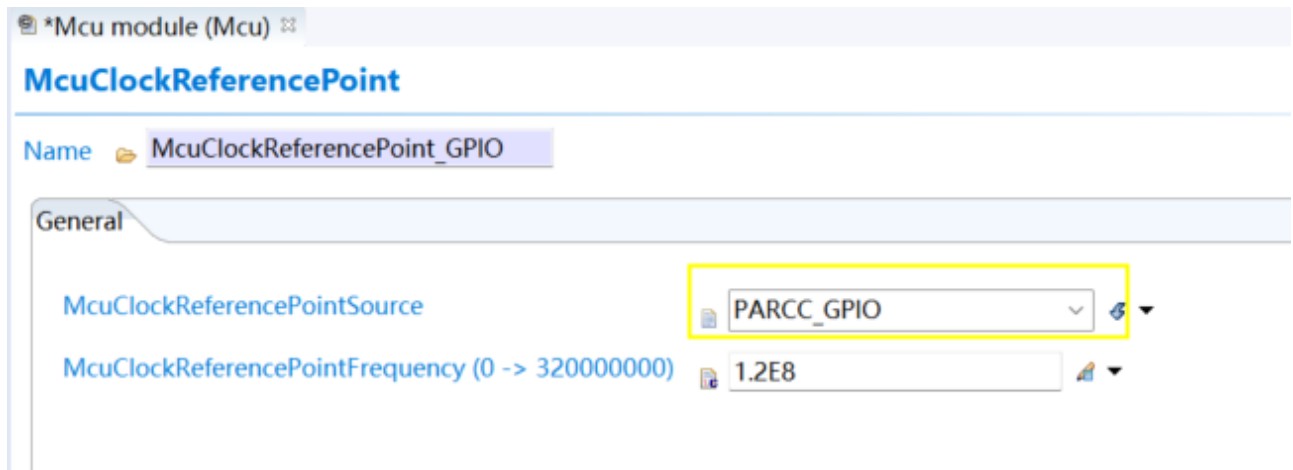 *Mcu module (Mcu)
McuClockReferencePoint
Name McuClockReferencePoint_GPIO
General
McuClockReferencePointSource PARCC_GPIO
McuClockReferencePointFrequency (0 -> 320000000) 1.2E8